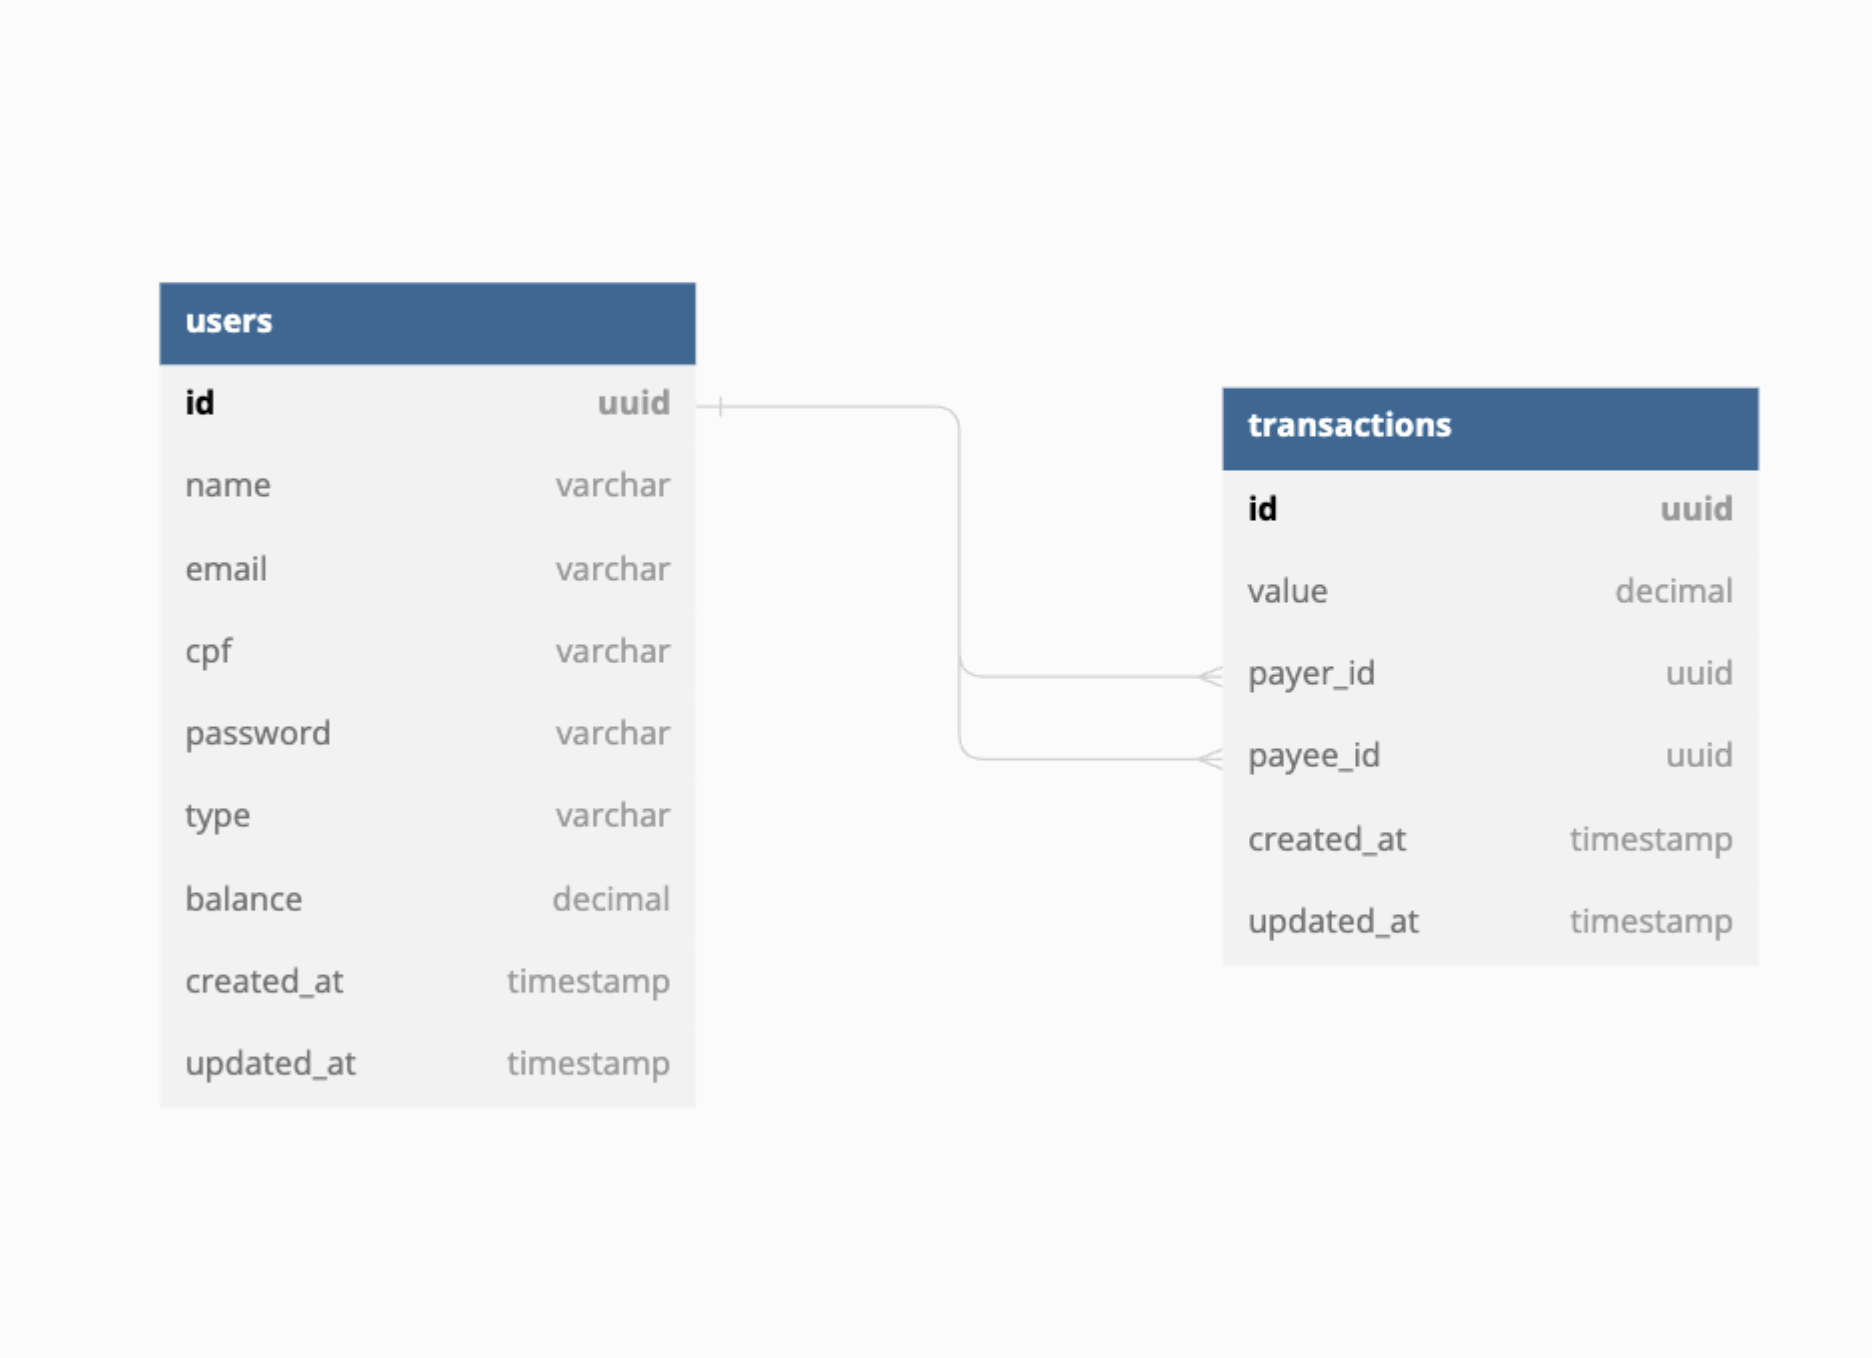 users
id uuid
name varchar
email varchar
cpf varchar
password varchar
type varchar
balance decimal
created_at timestamp
updated_at timestamp
transactions
id uuid
value decimal
payer_id uuid
payee_id uuid
created_at timestamp
updated_at timestamp